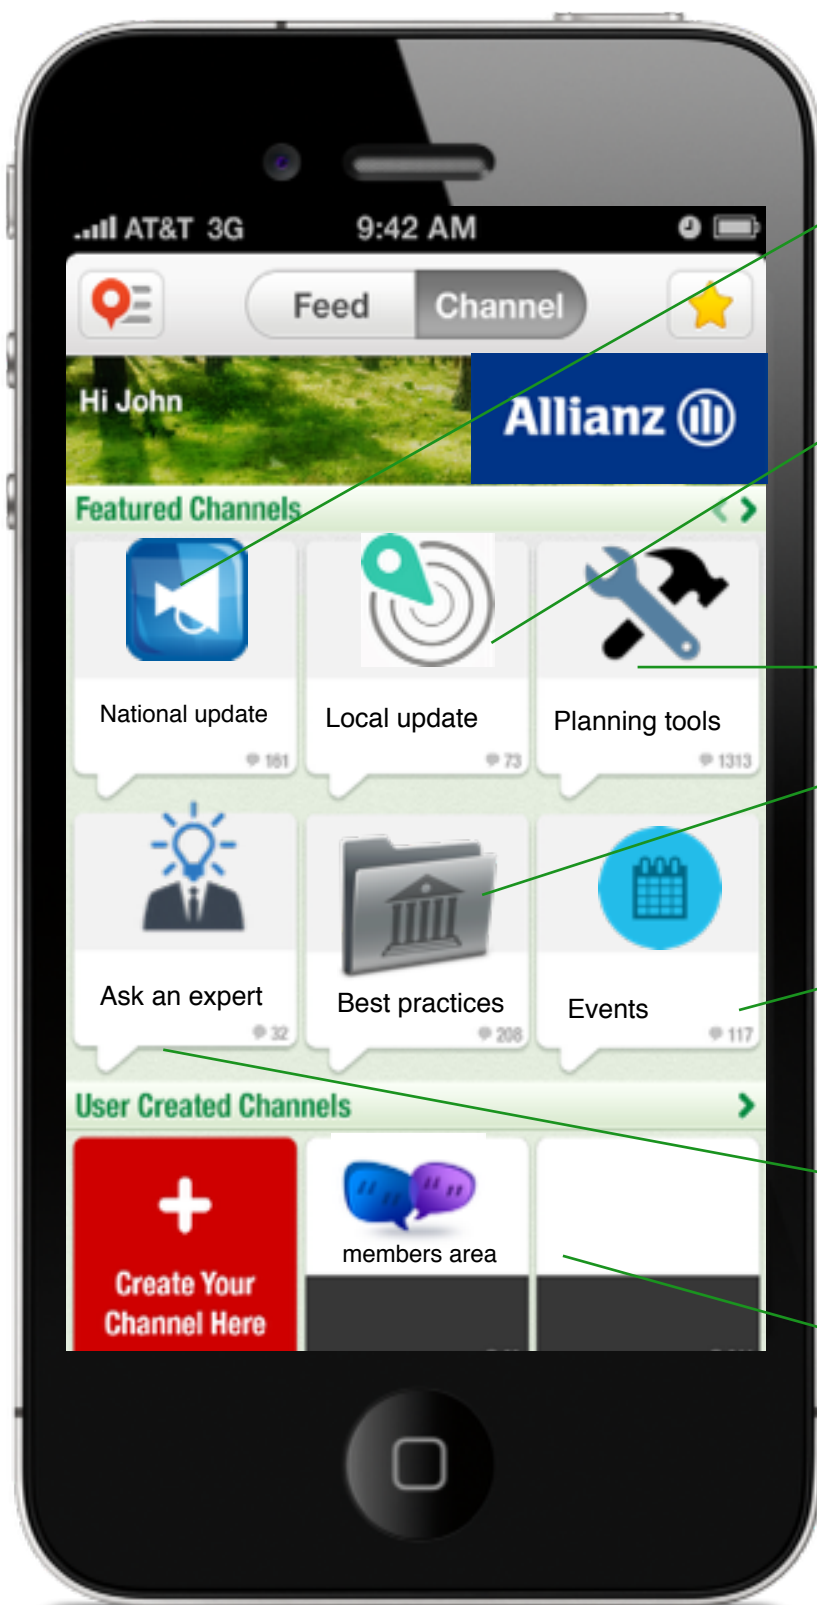 AT&T 3G 9:42 AM
Feed Channel
Hi John
Allianz
Featured Channels
National update Local update Planning tools
181 73 1313
Ask an expert Best practices Events
32 208 117
User Created Channels
Create Your
Channel Here
members area